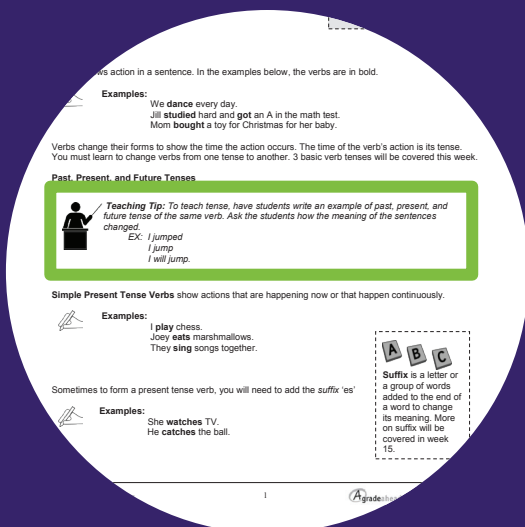 ws action in a sentence. In the examples below, the verbs are in bold.
Examples:
We dance every day.
Jill studied hard and got an A in the math test.
Mom bought a toy for Christmas for her baby.
Verbs change their forms to show the time the action occurs. The time of the verb's action is its tense.
You must learn to change verbs from one tense to another. 3 basic verb tenses will be covered this week.
Past, Present, and Future Tenses
Teaching Tip: To teach tense, have students write an example of past, present, and
future tense of the same verb. Ask the students how the meaning of the sentences
changed.
EX: I jumped
I jump
I will jump.
Simple Present Tense Verbs show actions that are happening now or that happen continuously.
Examples:
I play chess.
Joey eats marshmallows.
They sing songs together.
A B C
Suffix is a letter or
a group of words
added to the end of
a word to change
its meaning. More
on suffix will be
covered in week
15.
Sometimes to form a present tense verb, you will need to add the suffix 'es'
Examples:
She watches TV.
He catches the ball.
1
A grade